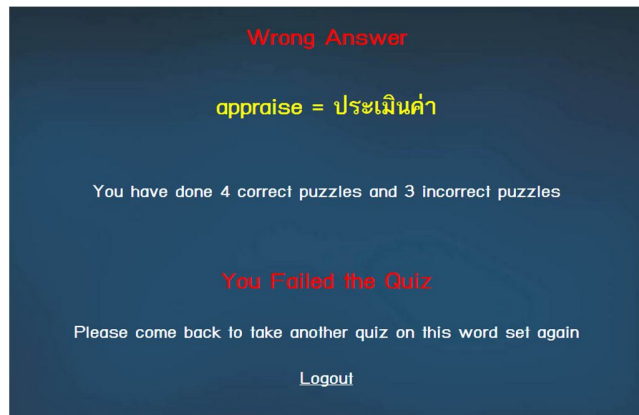 Wrong Answer
appraise = ประเมินค่า
You have done 4 correct puzzles and 3 incorrect puzzles
You Failed the Quiz
Please come back to take another quiz on this word set again
Logout